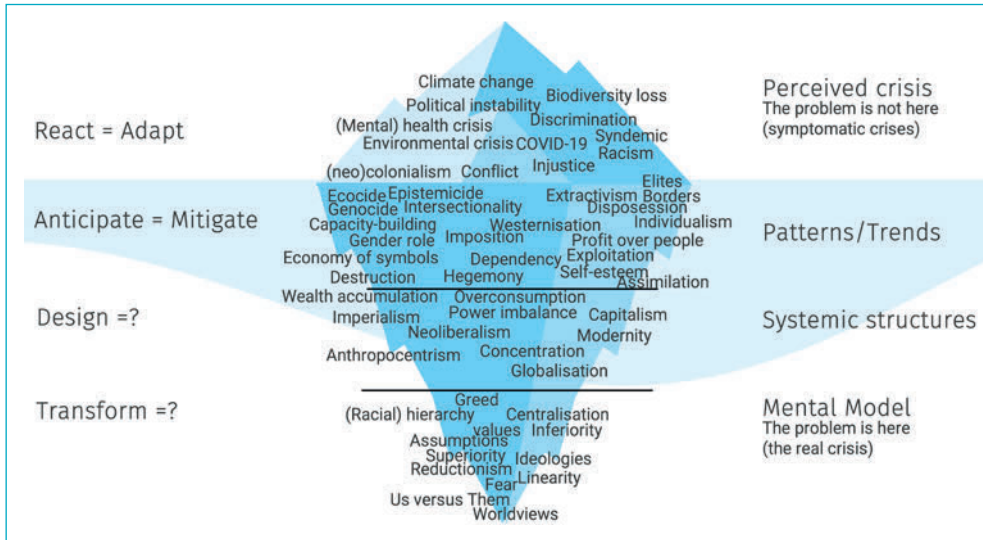 Climate change
Biodiversity loss
Political instability
Discrimination
(Mental) health crisis
Syndemic
Environmental crisis
COVID-19
Racism
Injustice
(neo)colonialism
Conflict
React = Adapt
Perceived crisis
The problem is not here
(symptomatic crises)
Elites
Ecocide
Epistemicide
Extractivism
Borders
Genocide
Intersectionality
Disposession
Capacity-building
Westernisation
Individualism
Gender role
Imposition
Profit over people
Economy of symbols
Dependency
Exploitation
Destruction
Hegemony
Self-esteem
Assimilation
Anticipate = Mitigate
Patterns/Trends
Wealth accumulation
Overconsumption
Imperialism
Power imbalance
Capitalism
Neoliberalism
Modernity
Anthropocentrism
Concentration
Globalisation
Design =?
Systemic structures
Greed
(Racial) hierarchy
Centralisation
values
Inferiority
Assumptions
Superiority
Ideologies
Reductionism
Linearity
Fear
Us versus Them
Worldviews
Transform =?
Mental Model
The problem is here
(the real crisis)